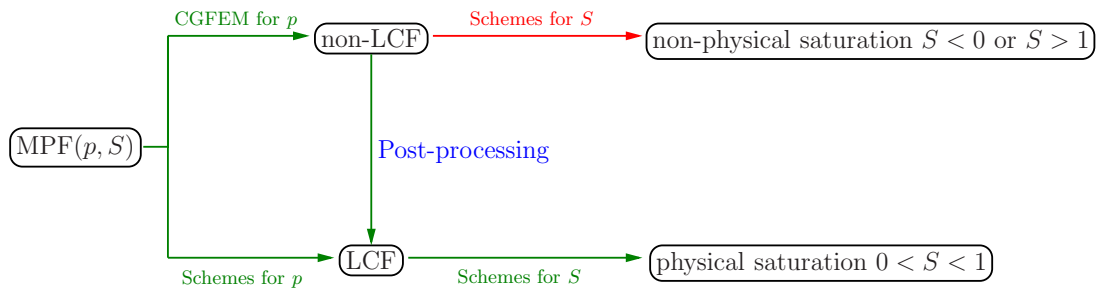 CGFEM for p
Schemes for S
non-LCF
non-physical saturation S < 0 or S > 1
MPF(p, S)
Post-processing
LCF
physical saturation 0 < S < 1
Schemes for p
Schemes for S